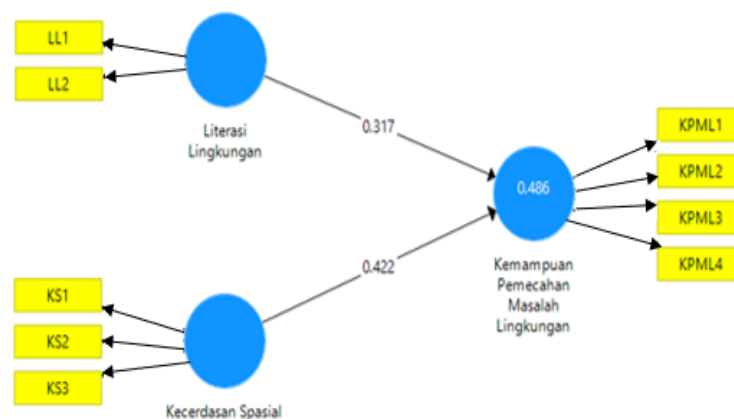 LL1
LL2
Literasi
Lingkungan
0.317
KPML1
KPML2
KPML3
KPML4
0.486
Kemampuan
Pemecahan
Masalah
Lingkungan
0.422
KS1
KS2
KS3
Kecerdasan Spasial